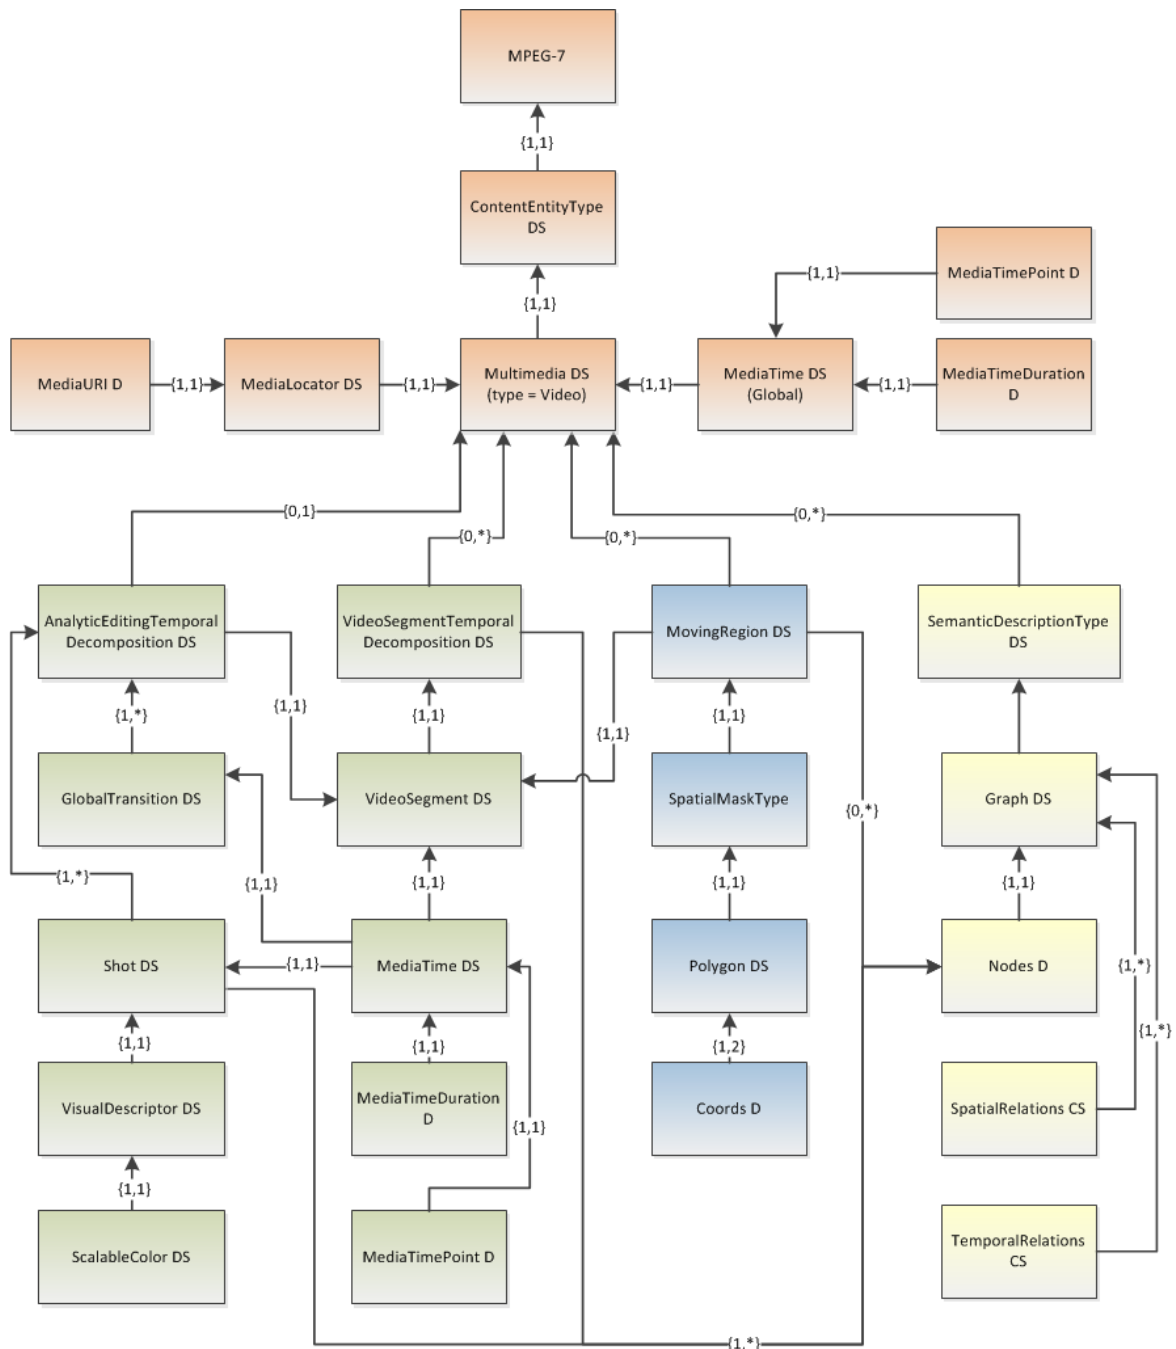 MPEG-7
{1,1}
ContentEntityType
DS
{1,1}
MediaTimePoint D
{1,1}
MediaURI D
{1,1}
MediaLocator DS
{1,1}
Multimedia DS
(type = Video)
{1,1}
MediaTime DS
(Global)
{1,1}
MediaTimeDuration
D
{0,1}
{0,*}
{0,*}
{0,*}
AnalyticEditingTemporal
Decomposition DS
VideoSegmentTemporal
Decomposition DS
MovingRegion DS
SemanticDescriptionType
DS
{1,*}
{1,1}
{1,1}
{1,1}
{1,1}
GlobalTransition DS
VideoSegment DS
SpatialMaskType
{0,*}
Graph DS
{1,*}
{1,1}
{1,1}
{1,1}
{1,1}
Shot DS
{1,1}
MediaTime DS
Polygon DS
Nodes D
{1,*}
{1,*}
{1,1}
{1,1}
{1,2}
VisualDescriptor DS
MediaTimeDuration
D
{1,1}
Coords D
SpatialRelations CS
{1,1}
ScalableColor DS
MediaTimePoint D
TemporalRelations
CS
{1,*}